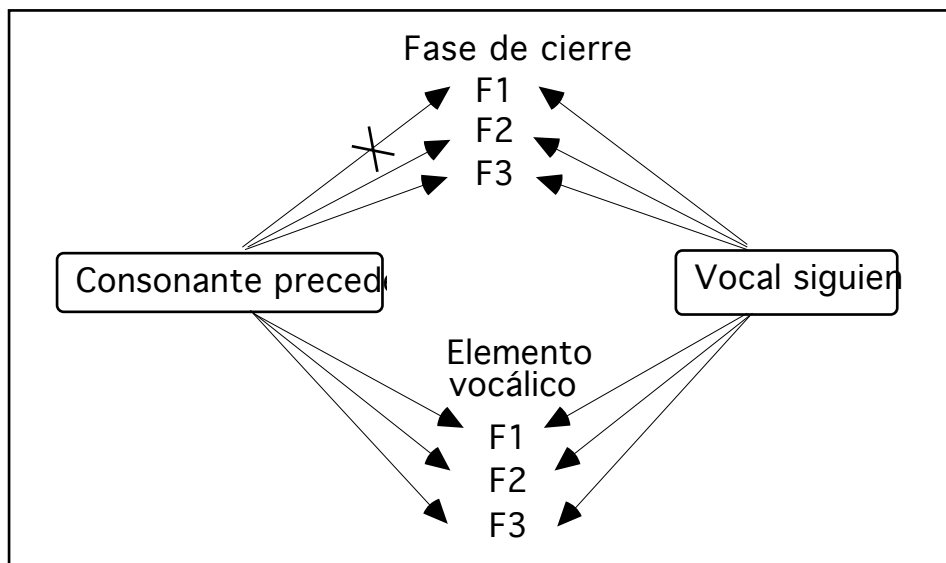 Fase de cierre
F1
F2
F3
Consonante preced
Vocal siguien
Elemento
vocálico
F1
F2
F3